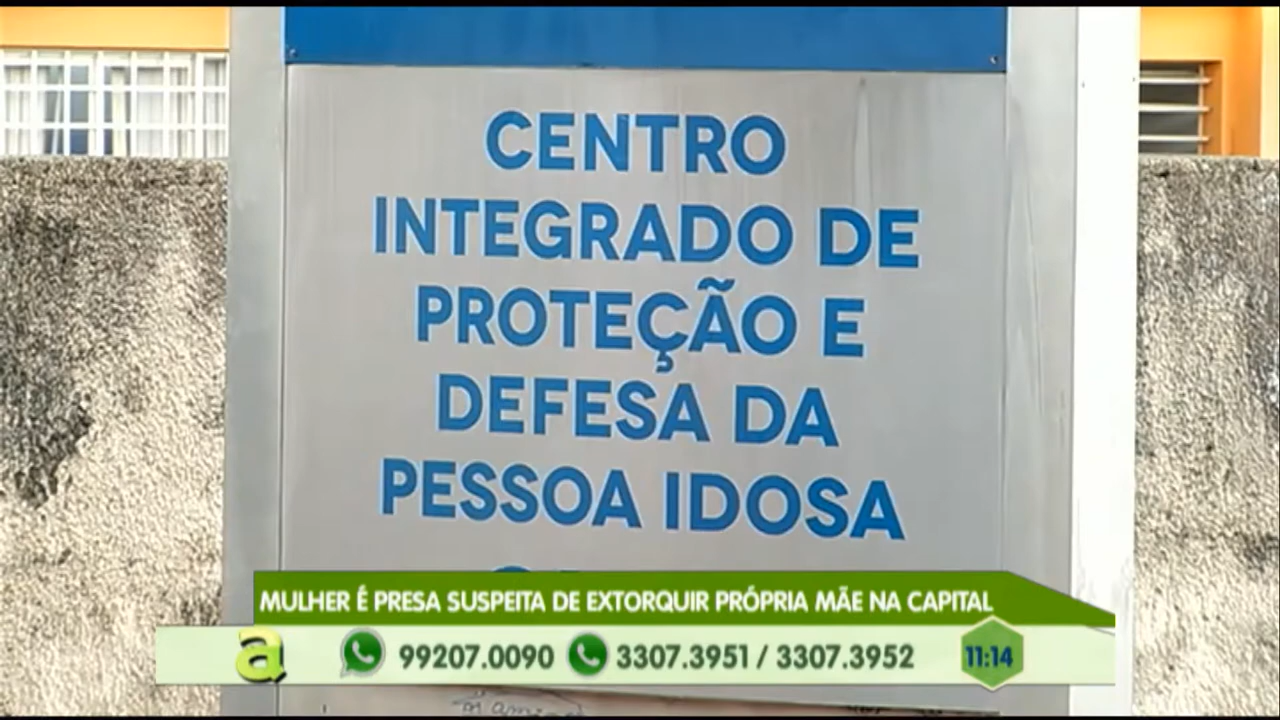 CENTRO
INTEGRADO DE
PROTEÇÃO E
DEFESA DA
PESSOA IDOSA
MULHER É PRESA SUSPEITA DE EXTORQUIR PRÓPRIA MÃE NA CAPITAL
a 99207.0090 3307.3951 / 3307.3952 11:14